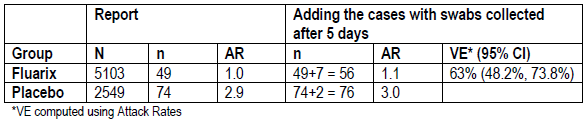 Report Adding the cases with swabs collected after 5 days
Group N n AR n AR VE* (95% CI)
Fluarix 5103 49 1.0 49+7 = 56 1.1 63% (48.2%, 73.8%)
Placebo 2549 74 2.9 74+2 = 76 3.0
*VE computed using Attack Rates